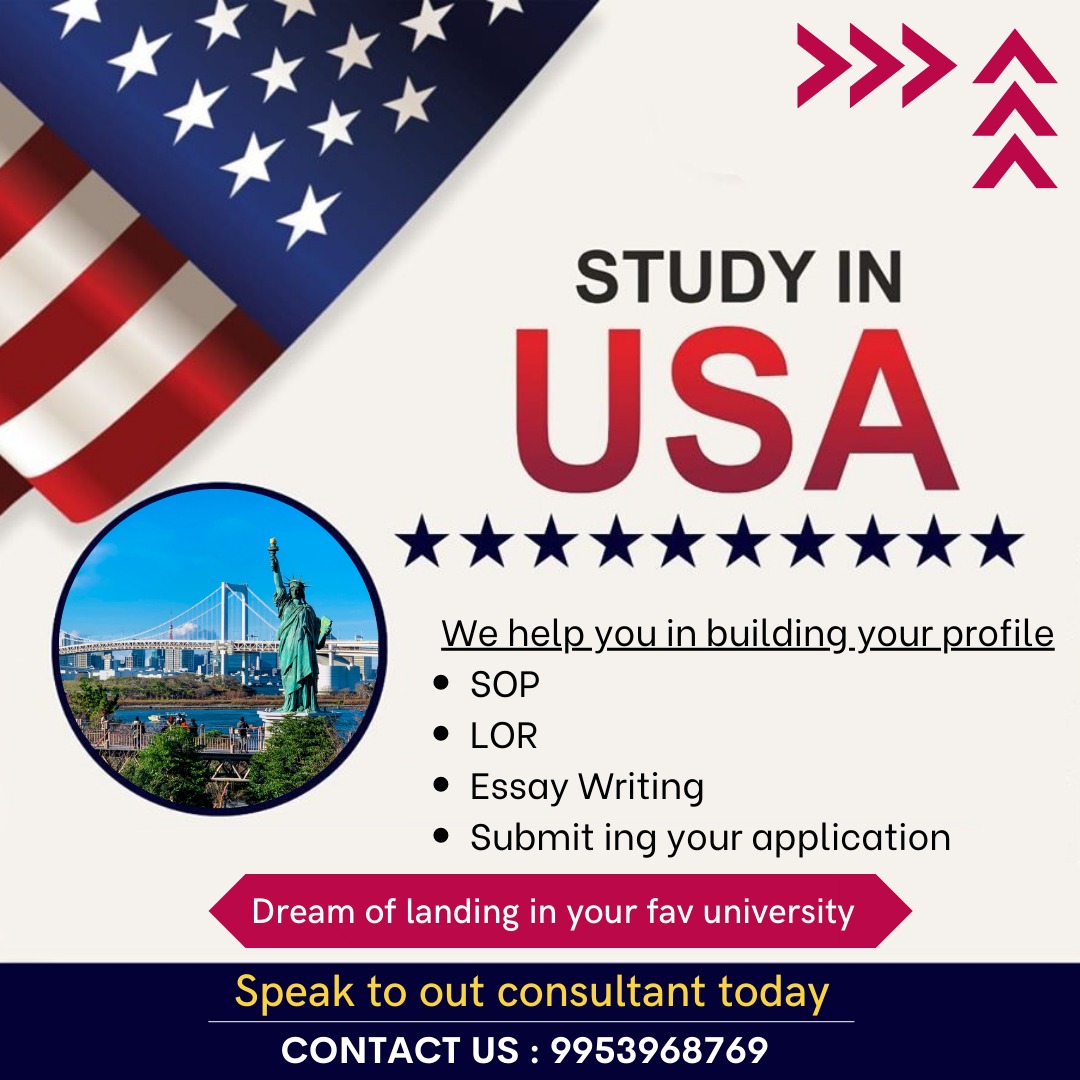 STUDY IN
USA
We help you in building your profile
• SOP
• LOR
• Essay Writing
• Submit ing your application
Dream of landing in your fav university
Speak to out consultant today
CONTACT US : 9953968769